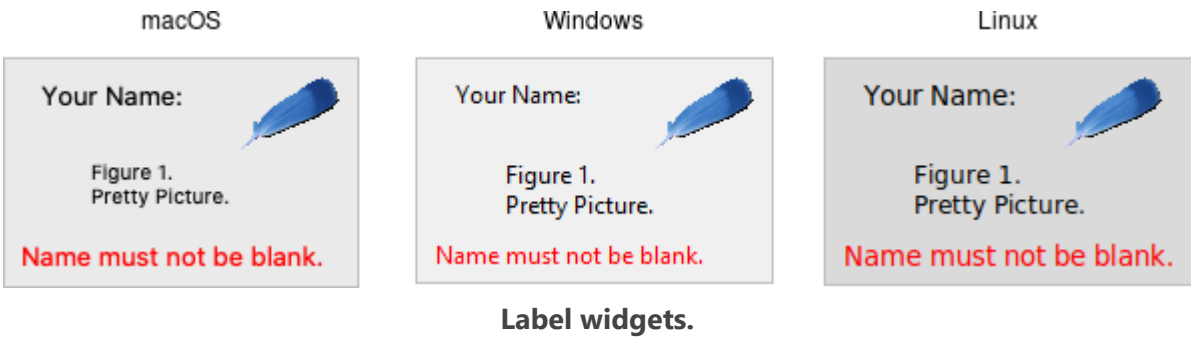 macOS
Windows
Linux
Your Name:
Figure 1.
Pretty Picture.
Name must not be blank.
Your Name:
Figure 1.
Pretty Picture.
Name must not be blank.
Your Name:
Figure 1.
Pretty Picture.
Name must not be blank.
Label widgets.